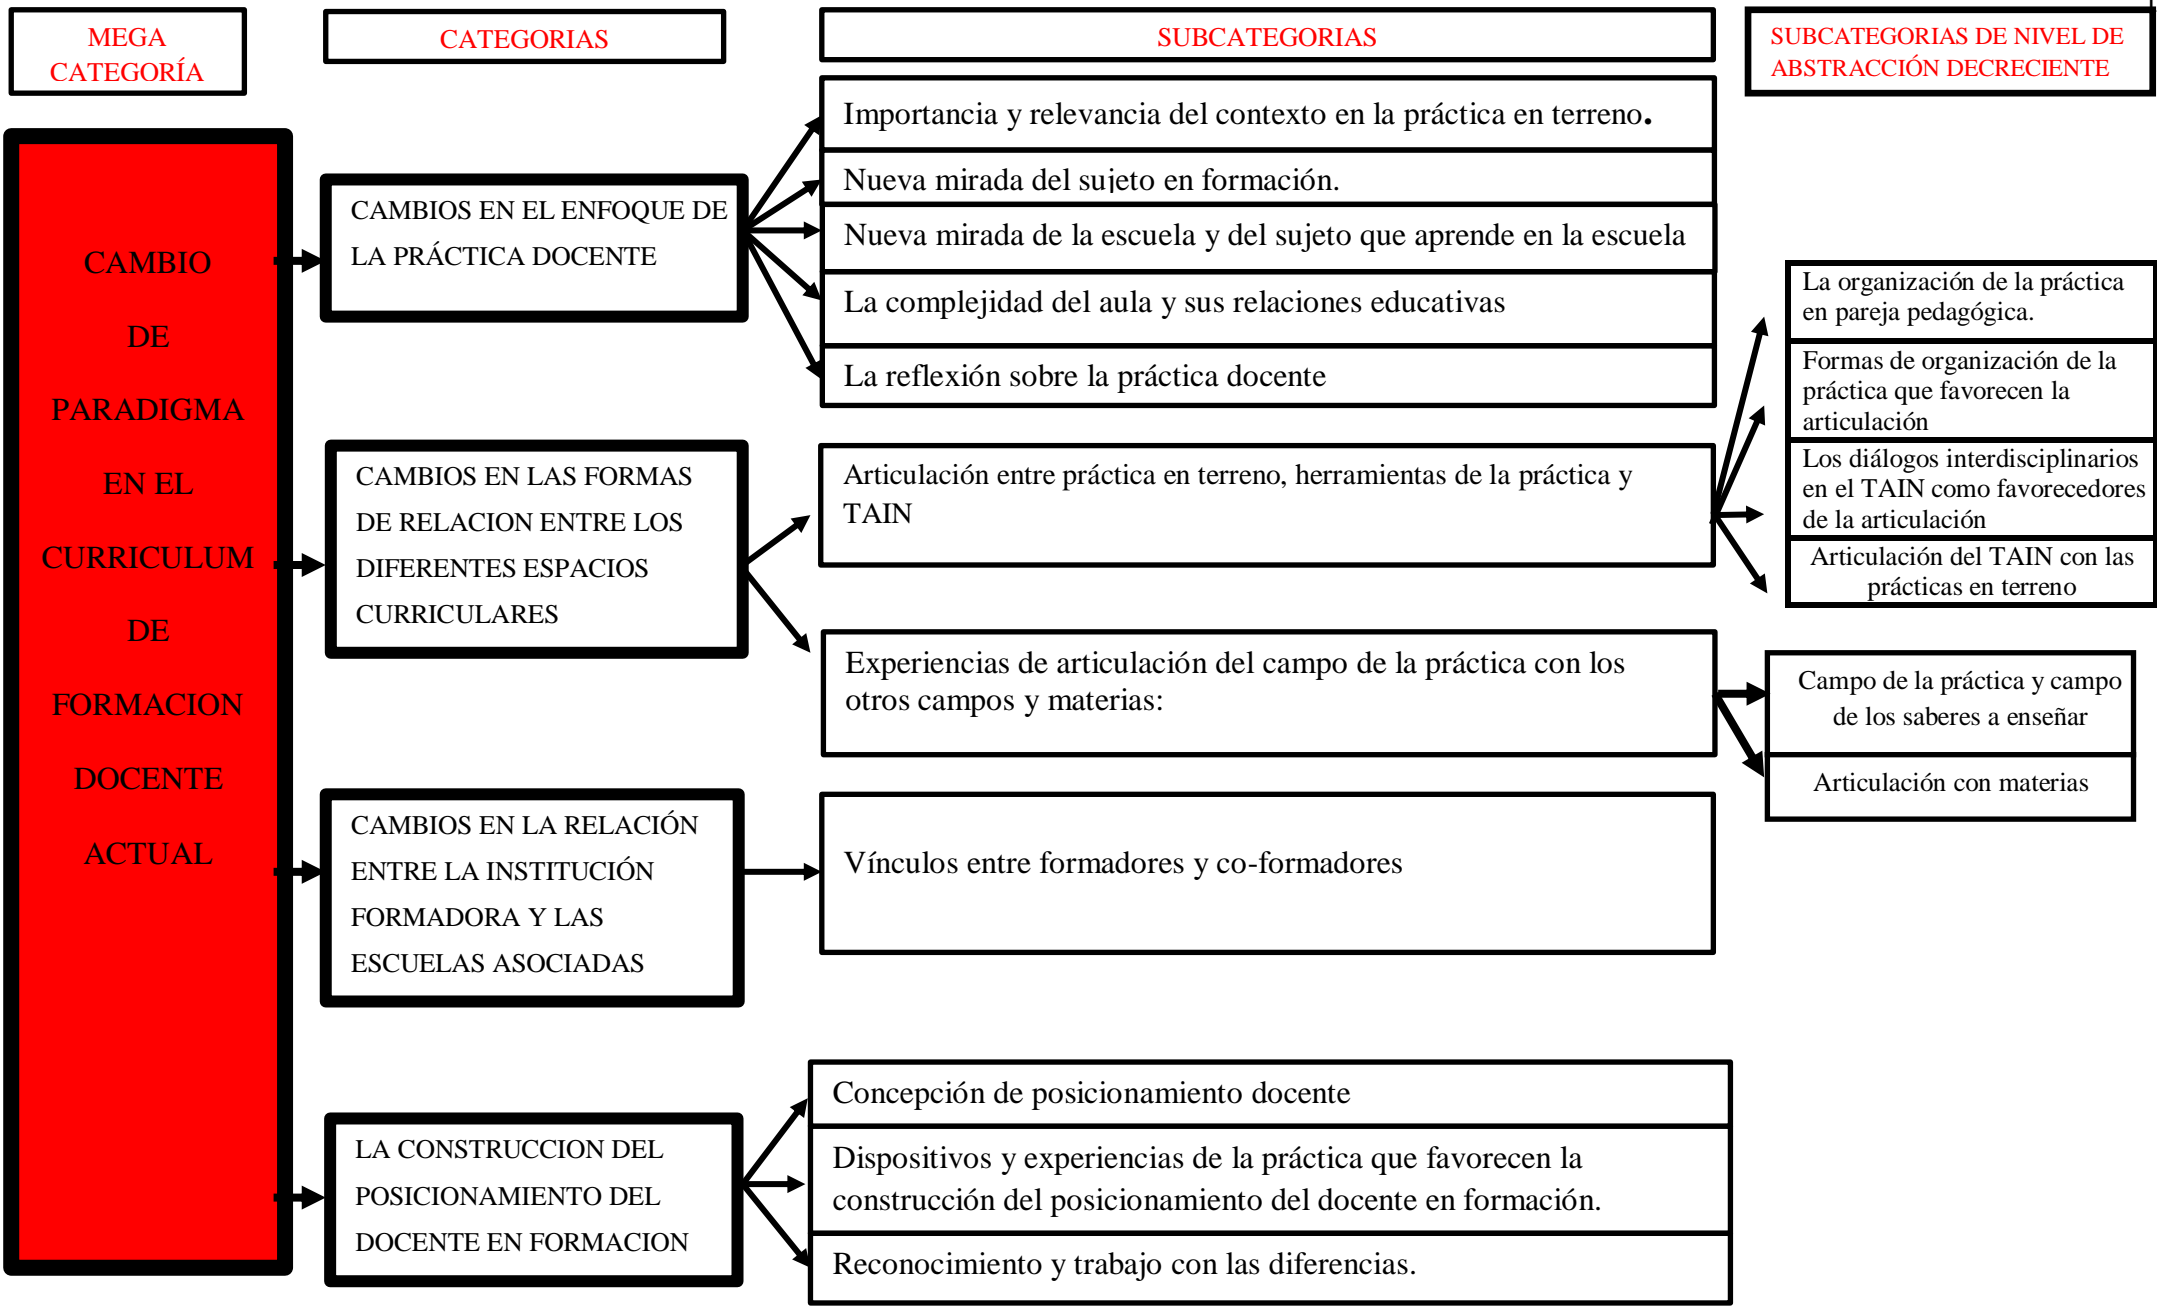 MEGA
CATEGORÍA
CATEGORIAS
SUBCATEGORIAS
SUBCATEGORIAS DE NIVEL DE
ABSTRACCIÓN DECRECIENTE
CAMBIO
DE
PARADIGMA
EN EL
CURRICULUM
DE
FORMACION
DOCENTE
ACTUAL
CAMBIOS EN EL ENFOQUE DE
LA PRÁCTICA DOCENTE
Importancia y relevancia del contexto en la práctica en terreno.
Nueva mirada del sujeto en formación.
Nueva mirada de la escuela y del sujeto que aprende en la escuela
La complejidad del aula y sus relaciones educativas
La reflexión sobre la práctica docente
CAMBIOS EN LAS FORMAS
DE RELACION ENTRE LOS
DIFERENTES ESPACIOS
CURRICULARES
Articulación entre práctica en terreno, herramientas de la práctica y
TAIN
La organización de la práctica
en pareja pedagógica.
Formas de organización de la
práctica que favorecen la
articulación
Los diálogos interdisciplinarios
en el TAIN como favorecedores
de la articulación
Articulación del TAIN con las
prácticas en terreno
Experiencias de articulación del campo de la práctica con los
otros campos y materias:
Campo de la práctica y campo
de los saberes a enseñar
Articulación con materias
CAMBIOS EN LA RELACIÓN
ENTRE LA INSTITUCIÓN
FORMADORA Y LAS
ESCUELAS ASOCIADAS
Vínculos entre formadores y co-formadores
LA CONSTRUCCION DEL
POSICIONAMIENTO DEL
DOCENTE EN FORMACION
Concepción de posicionamiento docente
Dispositivos y experiencias de la práctica que favorecen la
construcción del posicionamiento del docente en formación.
Reconocimiento y trabajo con las diferencias.